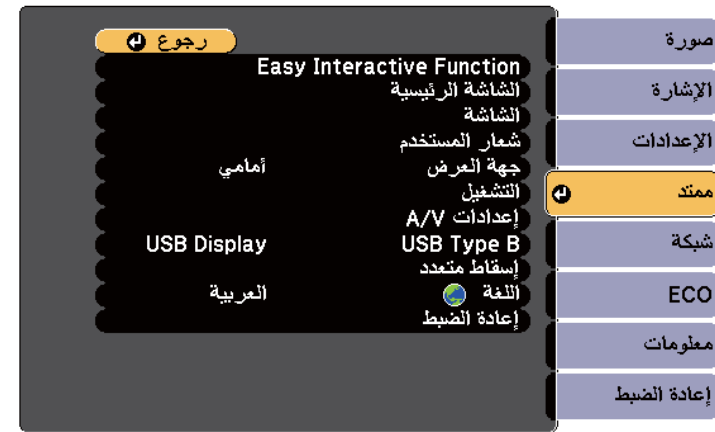 صورة
الإشارة
الإعدادات
ممتد
شبكة
ECO
معلومات
إعادة الضبط
رجوع
Easy Interactive Function
الشاشة الرئيسية
الشاشة
شعار المستخدم
جهة العرض أمامي
التشغيل
إعدادات A/V
USB Type B USB Display
إسقاط متعدد
اللغة العربية
إعادة الضبط